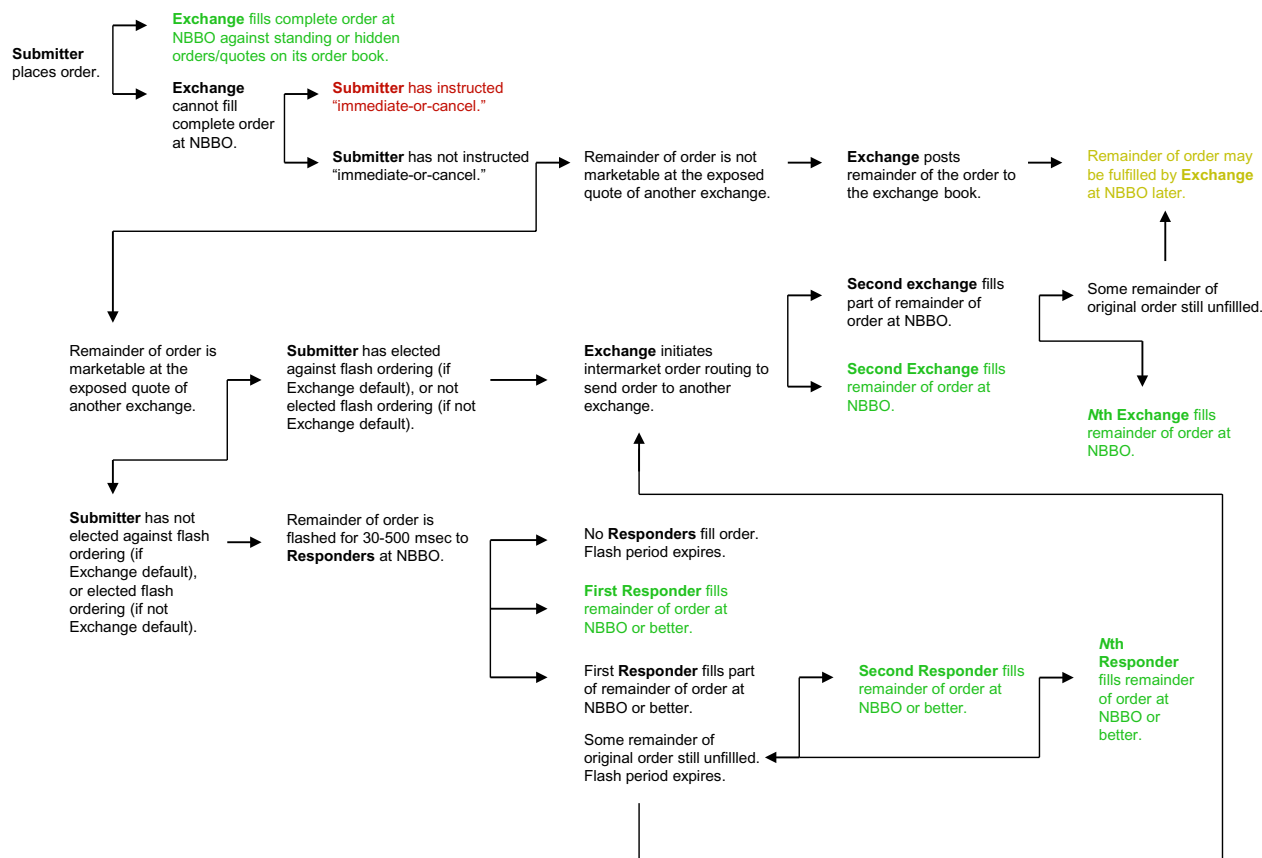 Submitter
places order.
Exchange fills complete order at
NBBO against standing or hidden
orders/quotes on its order book.
Exchange
cannot fill
complete order
at NBBO.
Submitter has instructed
“immediate-or-cancel.”
Submitter has not instructed
“immediate-or-cancel.”
Remainder of order is not
marketable at the exposed
quote of another exchange.
Exchange posts
remainder of the order to
the exchange book.
Remainder of order may
be fulfilled by Exchange
at NBBO later.
Second exchange fills
part of remainder of
order at NBBO.
Some remainder of
original order still unfillled.
Remainder of order is
marketable at the
exposed quote of
another exchange.
Submitter has elected
against flash ordering (if
Exchange default), or not
elected flash ordering (if not
Exchange default).
Exchange initiates
intermarket order routing to
send order to another
exchange.
Second Exchange fills
remainder of order at
NBBO.
Nth Exchange fills
remainder of order at
NBBO.
Submitter has not
elected against flash
ordering (if
Exchange default),
or elected flash
ordering (if not
Exchange default).
Remainder of order is
flashed for 30-500 msec to
Responders at NBBO.
No Responders fill order.
Flash period expires.
First Responder fills
remainder of order at
NBBO or better.
First Responder fills part
of remainder of order at
NBBO or better.
Some remainder of
original order still unfillled.
Flash period expires.
Second Responder fills
remainder of order at
NBBO or better.
Nth
Responder
fills remainder
of order at
NBBO or
better.